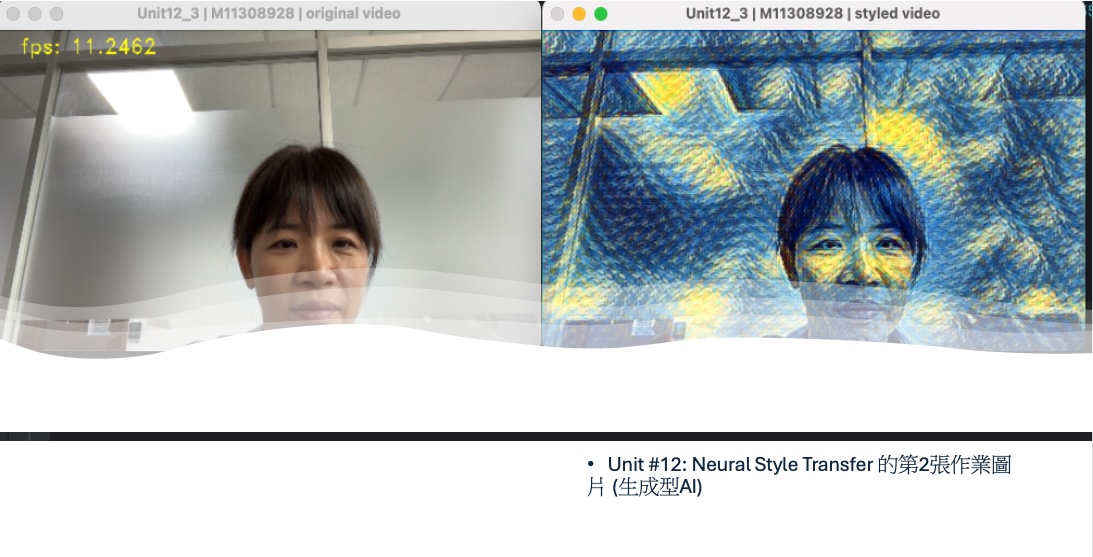 Unit12_3 | M11308928 | original video
Unit12_3 | M11308928 | styled video
fps: 11.2462
• Unit #12: Neural Style Transfer 的第2張作業圖
片 (生成型AI)